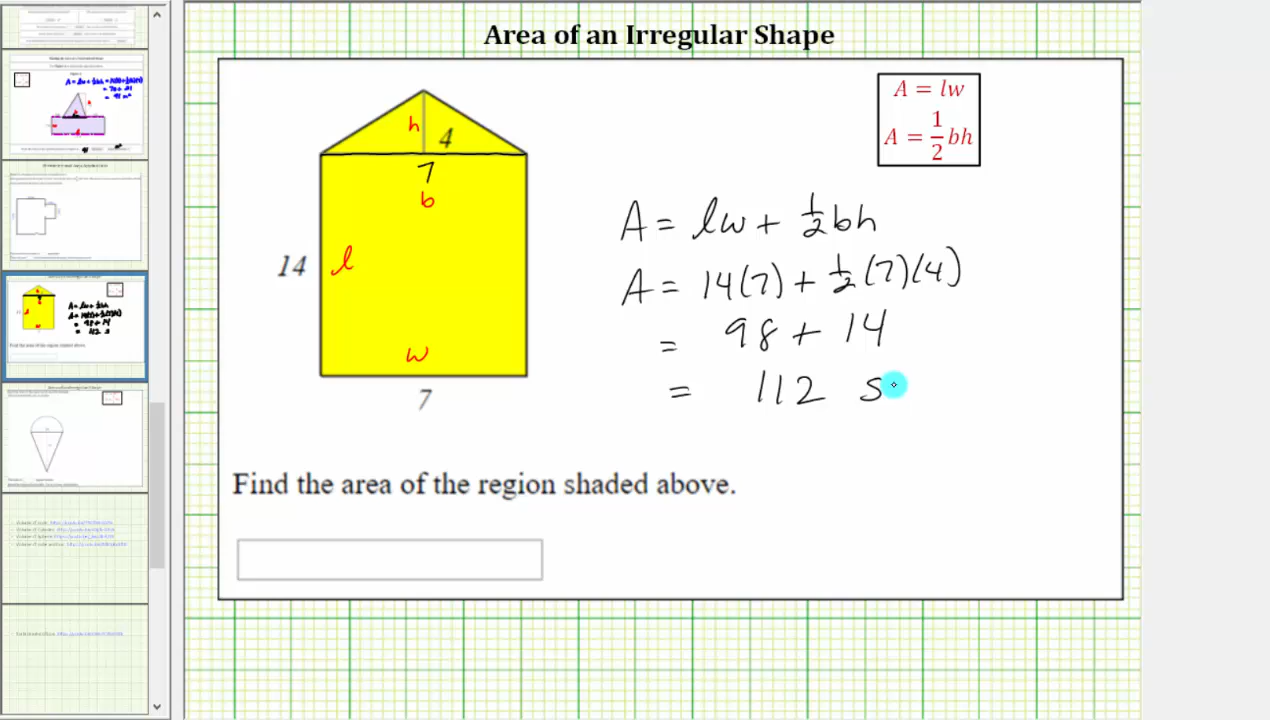 Area of an Irregular Shape
A = lw
A = 1/2 bh
h
4
7
b
14
l
w
7
A = lw + 1/2 bh
A = 14(7) + 1/2 (7)(4)
= 98 + 14
= 112 s
Find the area of the region shaded above.